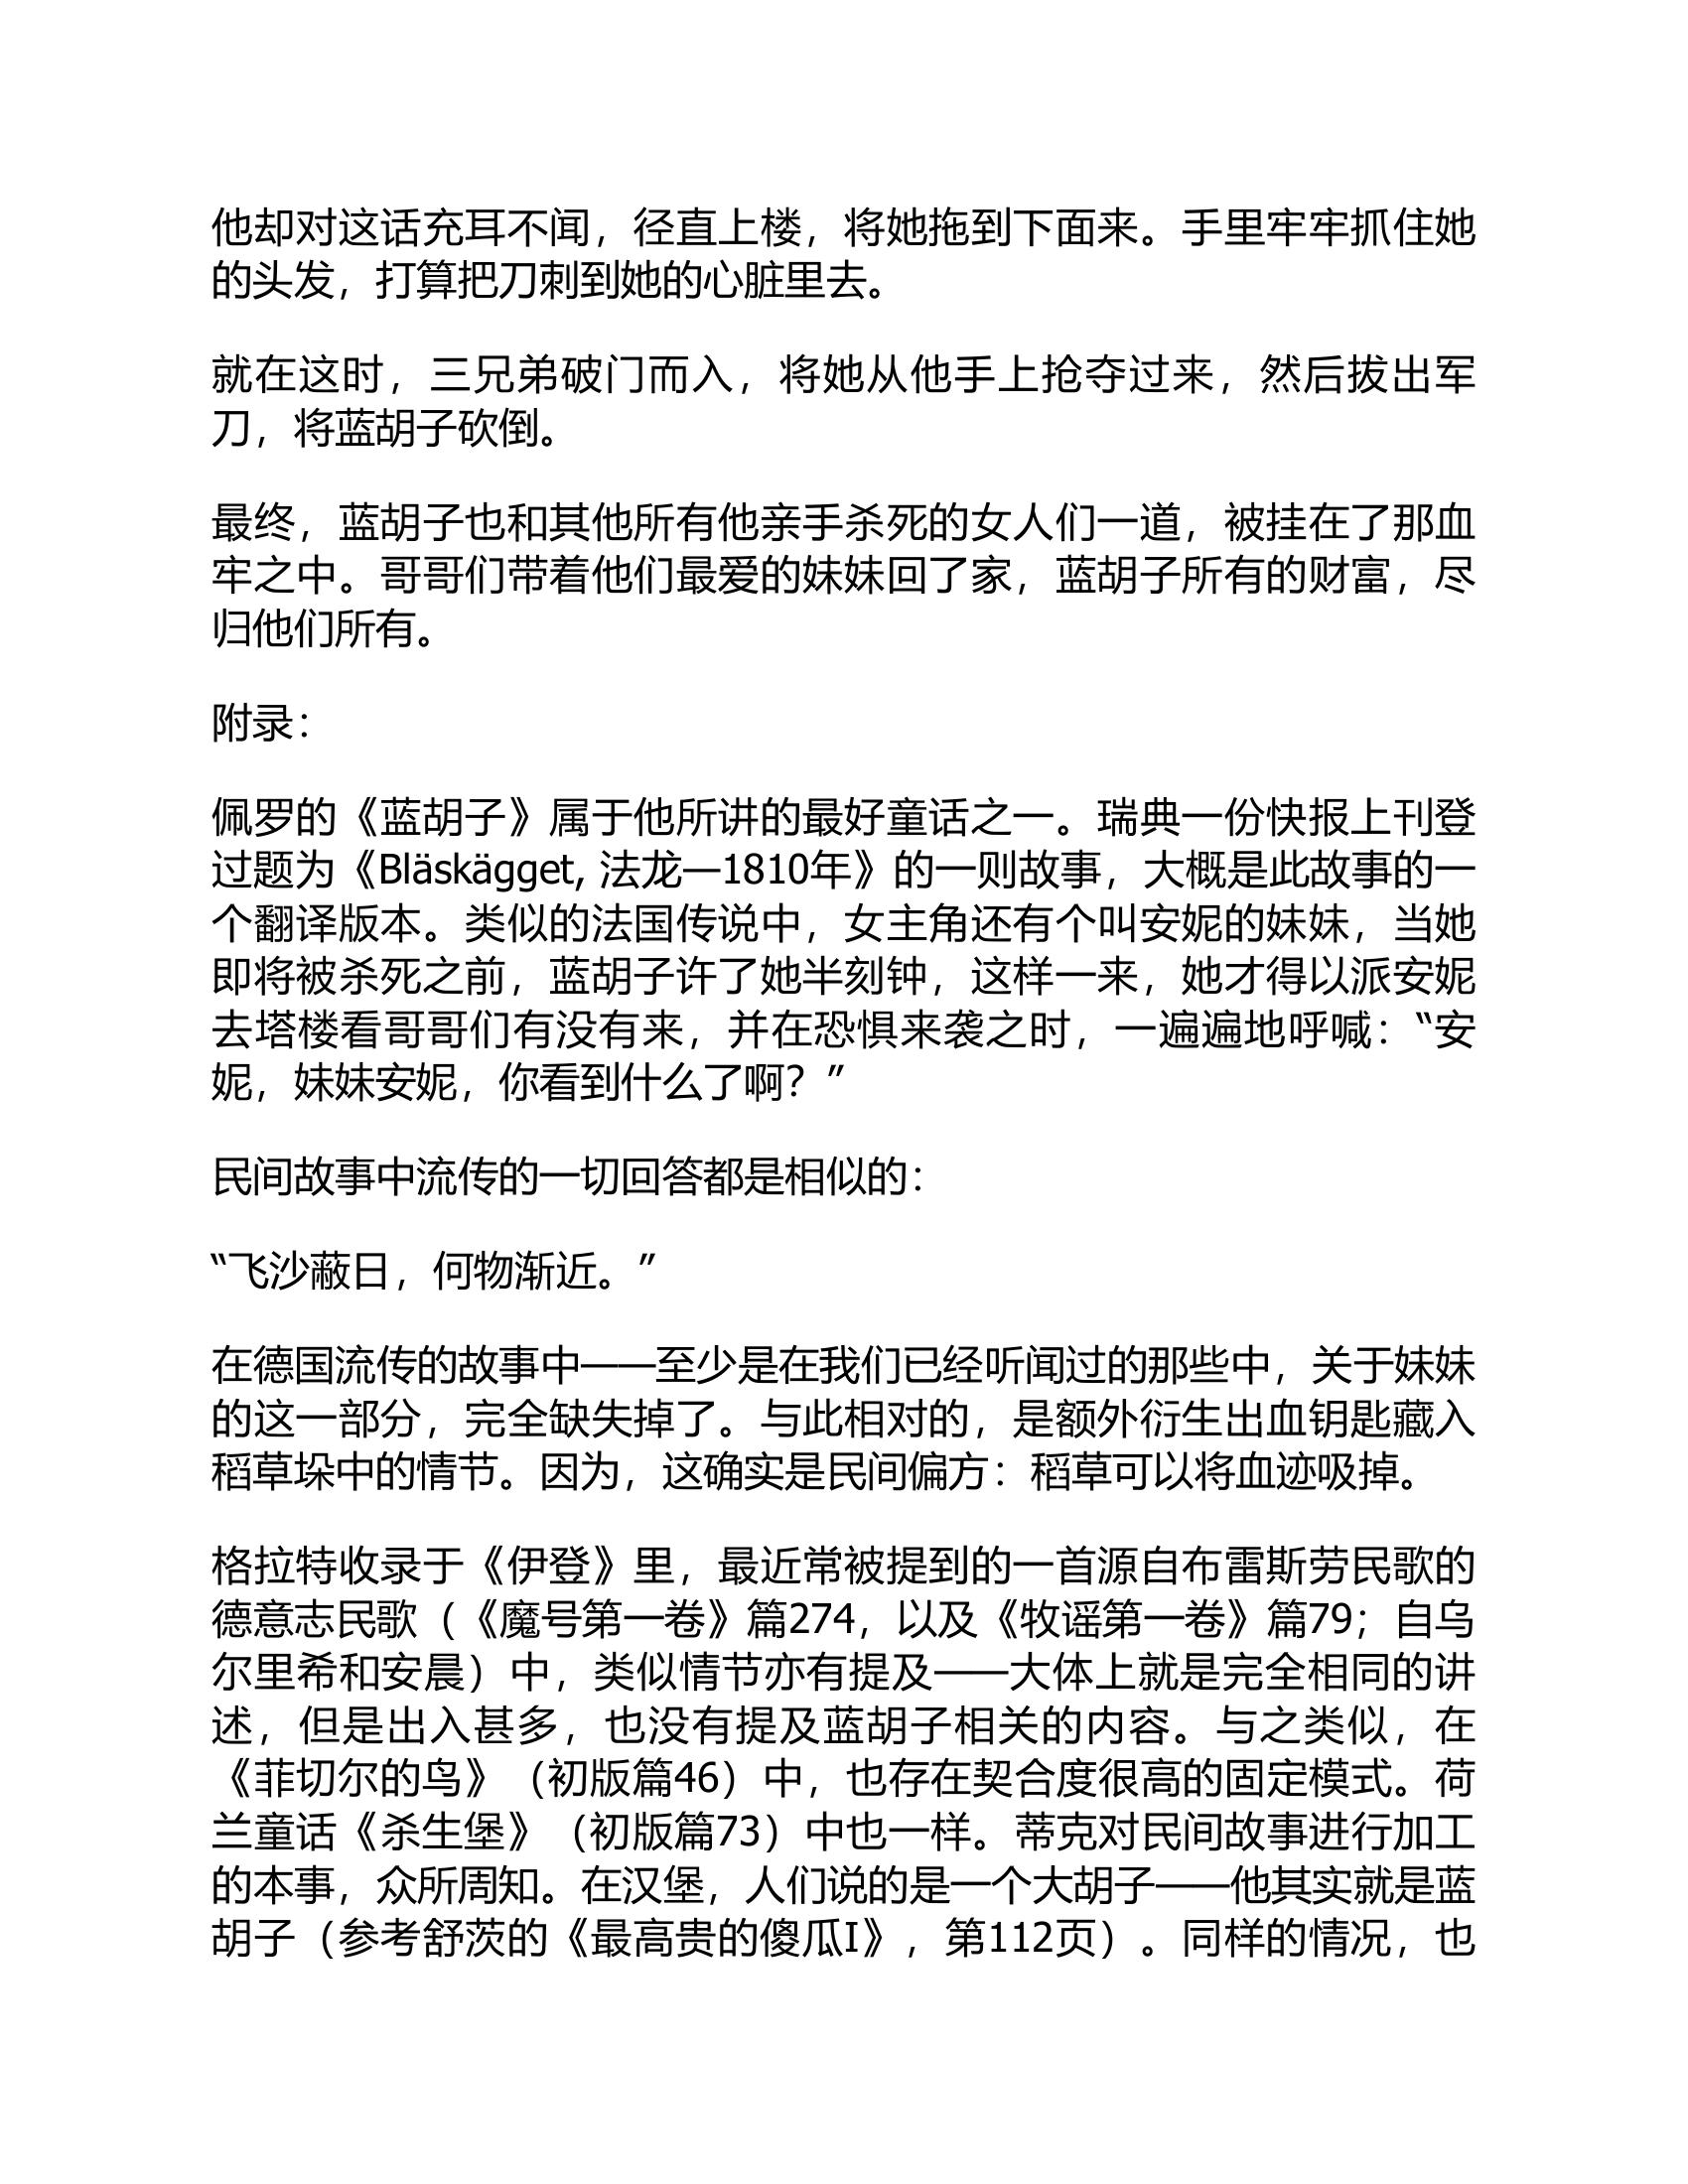 他却对这话充耳不闻，径直上楼，将她拖到下面来。手里牢牢抓住她
的头发，打算把刀刺到她的心脏里去。
就在这时，三兄弟破门而入，将她从他手上抢夺过来，然后拔出军
刀，将蓝胡子砍倒。
最终，蓝胡子也和其他所有他亲手杀死的女人们一道，被挂在了那血
牢之中。哥哥们带着他们最爱的妹妹回了家，蓝胡子所有的财富，尽
归他们所有。
附录：
佩罗的《蓝胡子》属于他所讲的最好童话之一。瑞典一份快报上刊登
过题为《Bläskägget, 法龙—1810年》的一则故事，大概是此故事的一
个翻译版本。类似的法国传说中，女主角还有个叫安妮的妹妹，当她
即将被杀死之前，蓝胡子许了她半刻钟，这样一来，她才得以派安妮
去塔楼看哥哥们有没有来，并在恐惧来袭之时，一遍遍地呼喊：“安
妮，妹妹安妮，你看到什么了啊？”
民间故事中流传的一切回答都是相似的：
“飞沙蔽日，何物渐近。”
在德国流传的故事中——至少是在我们已经听闻过的那些中，关于妹妹
的这一部分，完全缺失掉了。与此相对的，是额外衍生出血钥匙藏入
稻草垛中的情节。因为，这确实是民间偏方：稻草可以将血迹吸掉。
格拉特收录于《伊登》里，最近常被提到的一首源自布雷斯劳民歌的
德意志民歌（《魔号第一卷》篇274，以及《牧谣第一卷》篇79；自乌
尔里希和安晨）中，类似情节亦有提及——大体上就是完全相同的讲
述，但是出入甚多，也没有提及蓝胡子相关的内容。与之类似，在
《菲切尔的鸟》（初版篇46）中，也存在契合度很高的固定模式。荷
兰童话《杀生堡》（初版篇73）中也一样。蒂克对民间故事进行加工
的本事，众所周知。在汉堡，人们说的是一个大胡子——他其实就是蓝
胡子（参考舒茨的《最高贵的傻瓜I》，第112页）。同样的情况，也